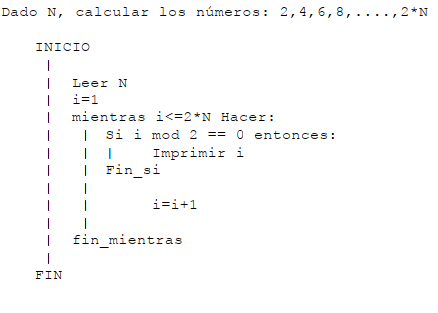 Dado N, calcular los números: 2,4,6,8,....,2*N
INICIO
|
| Leer N
| i=1
| mientras i<=2*N Hacer:
| | Si i mod 2 == 0 entonces:
| | | Imprimir i
| | Fin_si
| |
| | i=i+1
| |
| fin_mientras
|
FIN